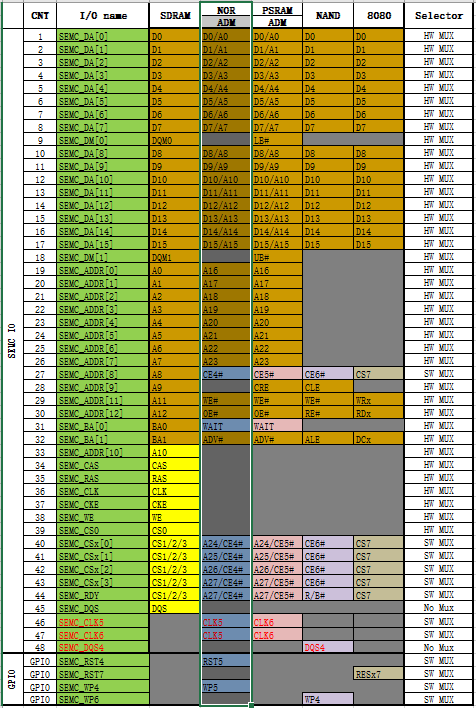 CNT I/O name SDRAM NOR PSRAM NAND 8080 Selector
ADM ADM
SEMC IO
1 SEMC_DA[0] D0 D0/A0 D0/A0 D0 D0 HW MUX
2 SEMC_DA[1] D1 D1/A1 D1/A1 D1 D1 HW MUX
3 SEMC_DA[2] D2 D2/A2 D2/A2 D2 D2 HW MUX
4 SEMC_DA[3] D3 D3/A3 D3/A3 D3 D3 HW MUX
5 SEMC_DA[4] D4 D4/A4 D4/A4 D4 D4 HW MUX
6 SEMC_DA[5] D5 D5/A5 D5/A5 D5 D5 HW MUX
7 SEMC_DA[6] D6 D6/A6 D6/A6 D6 D6 HW MUX
8 SEMC_DA[7] D7 D7/A7 D7/A7 D7 D7 HW MUX
9 SEMC_DM[0] DQM0 LB# HW MUX
10 SEMC_DA[8] D8 D8/A8 D8/A8 D8 D8 HW MUX
11 SEMC_DA[9] D9 D9/A9 D9/A9 D9 D9 HW MUX
12 SEMC_DA[10] D10 D10/A10 D10/A10 D10 D10 HW MUX
13 SEMC_DA[11] D11 D11/A11 D11/A11 D11 D11 HW MUX
14 SEMC_DA[12] D12 D12/A12 D12/A12 D12 D12 HW MUX
15 SEMC_DA[13] D13 D13/A13 D13/A13 D13 D13 HW MUX
16 SEMC_DA[14] D14 D14/A14 D14/A14 D14 D14 HW MUX
17 SEMC_DA[15] D15 D15/A15 D15/A15 D15 D15 HW MUX
18 SEMC_DM[1] DQM1 UB# HW MUX
19 SEMC_ADDR[0] A0 A16 A16 HW MUX
20 SEMC_ADDR[1] A1 A17 A17 HW MUX
21 SEMC_ADDR[2] A2 A18 A18 HW MUX
22 SEMC_ADDR[3] A3 A19 A19 HW MUX
23 SEMC_ADDR[4] A4 A20 A20 HW MUX
24 SEMC_ADDR[5] A5 A21 A21 HW MUX
25 SEMC_ADDR[6] A6 A22 A22 HW MUX
26 SEMC_ADDR[7] A7 A23 A23 HW MUX
27 SEMC_ADDR[8] A8 CE4# CE5# CE6# CS7 SW MUX
28 SEMC_ADDR[9] A9 CRE CLE HW MUX
29 SEMC_ADDR[11] A11 WE# WE# WE# WRx HW MUX
30 SEMC_ADDR[12] A12 OE# OE# RE# RDx HW MUX
31 SEMC_BA[0] BA0 WAIT WAIT HW MUX
32 SEMC_BA[1] BA1 ADV# ADV# ALE DCx HW MUX
33 SEMC_ADDR[10] A10 HW MUX
34 SEMC_CAS CAS HW MUX
35 SEMC_RAS RAS HW MUX
36 SEMC_CLK CLK HW MUX
37 SEMC_CKE CKE HW MUX
38 SEMC_WE WE HW MUX
39 SEMC_CS0 CS0 HW MUX
40 SEMC_CSx[0] CS1/2/3 A24/CE4# A24/CE5# CE6# CS7 SW MUX
41 SEMC_CSx[1] CS1/2/3 A25/CE4# A25/CE5# CE6# CS7 SW MUX
42 SEMC_CSx[2] CS1/2/3 A26/CE4# A26/CE5# CE6# CS7 SW MUX
43 SEMC_CSx[3] CS1/2/3 A27/CE4# A27/CE5# CE6# CS7 SW MUX
44 SEMC_RDY CS1/2/3 A27/CE4# A27/CE5# R/B# CS7 SW MUX
45 SEMC_DQS DQS No Mux
46 SEMC_CLK5 CLK5 CLK6 SW MUX
47 SEMC_CLK6 CLK5 CLK6 SW MUX
48 SEMC_DQS4 DQS4 No Mux
GPIO
GPIO SEMC_RST4 RST5 SW MUX
GPIO SEMC_RST7 RESx7 SW MUX
GPIO SEMC_WP4 WP5 SW MUX
GPIO SEMC_WP6 WP4 SW MUX